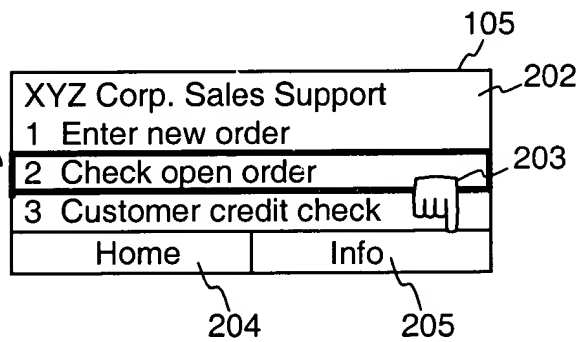 105
202
XYZ Corp. Sales Support
1 Enter new order
2 Check open order
203
3 Customer credit check
Home Info
204 205